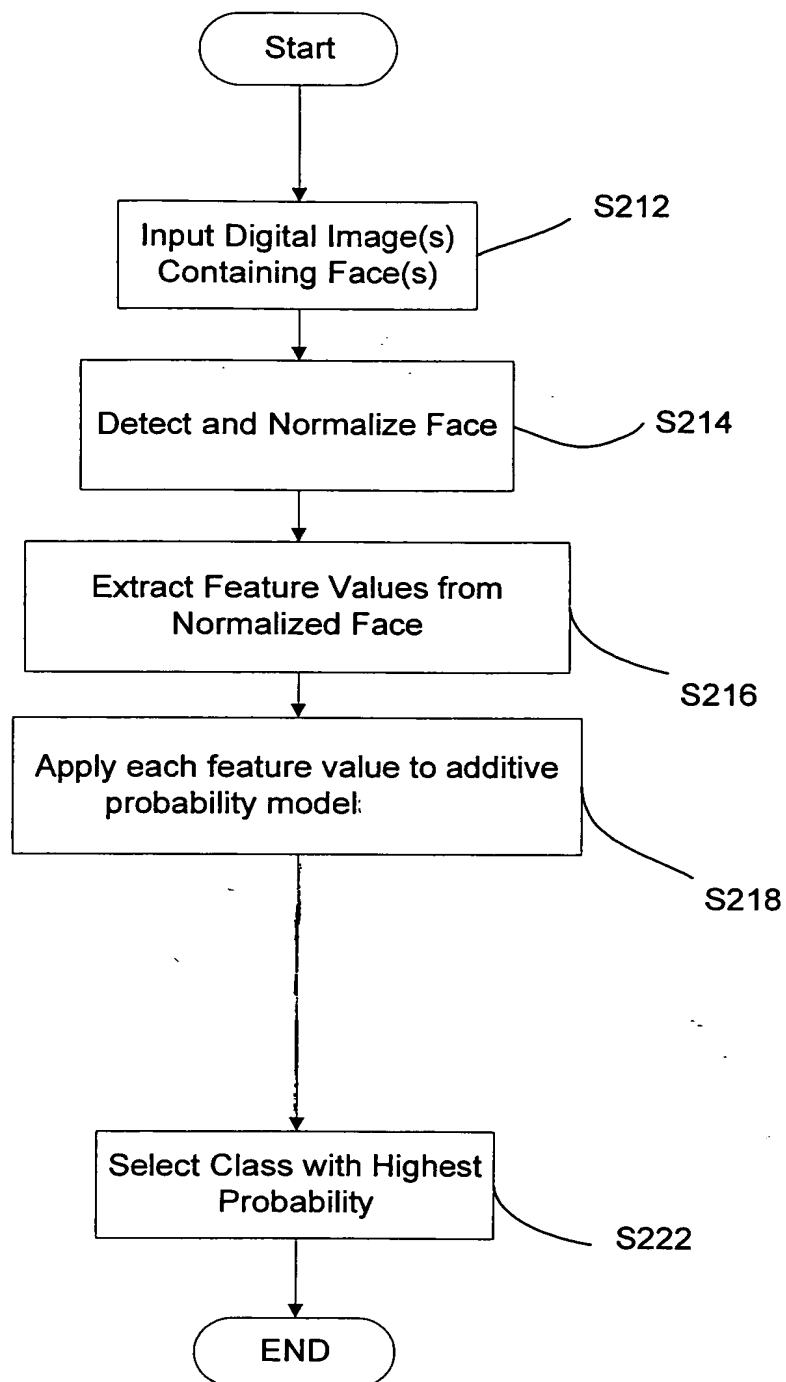 Start
S212
Input Digital Image(s)
Containing Face(s)
Detect and Normalize Face
S214
Extract Feature Values from
Normalized Face
S216
Apply each feature value to additive
probability model
S218
Select Class with Highest
Probability
S222
END